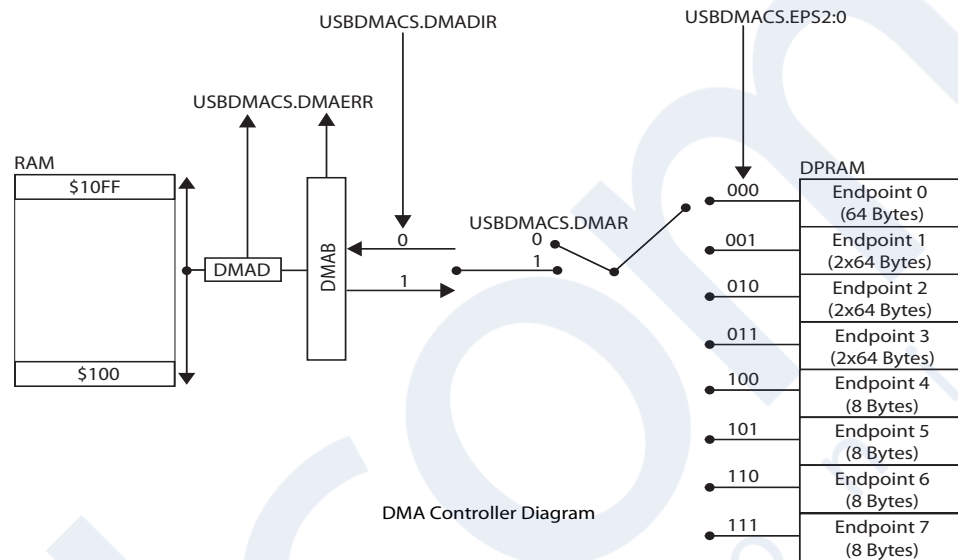 USBDMACS.DMADIR
USBDMACS.EPS2:0
USBDMACS.DMAERR
RAM
$10FF
$100
DMAD
DMAB
0
1
USBDMACS.DMAR
0
1
DPRAM
000
Endpoint 0
(64 Bytes)
001
Endpoint 1
(2x64 Bytes)
010
Endpoint 2
(2x64 Bytes)
011
Endpoint 3
(2x64 Bytes)
100
Endpoint 4
(8 Bytes)
101
Endpoint 5
(8 Bytes)
110
Endpoint 6
(8 Bytes)
111
Endpoint 7
(8 Bytes)
DMA Controller Diagram